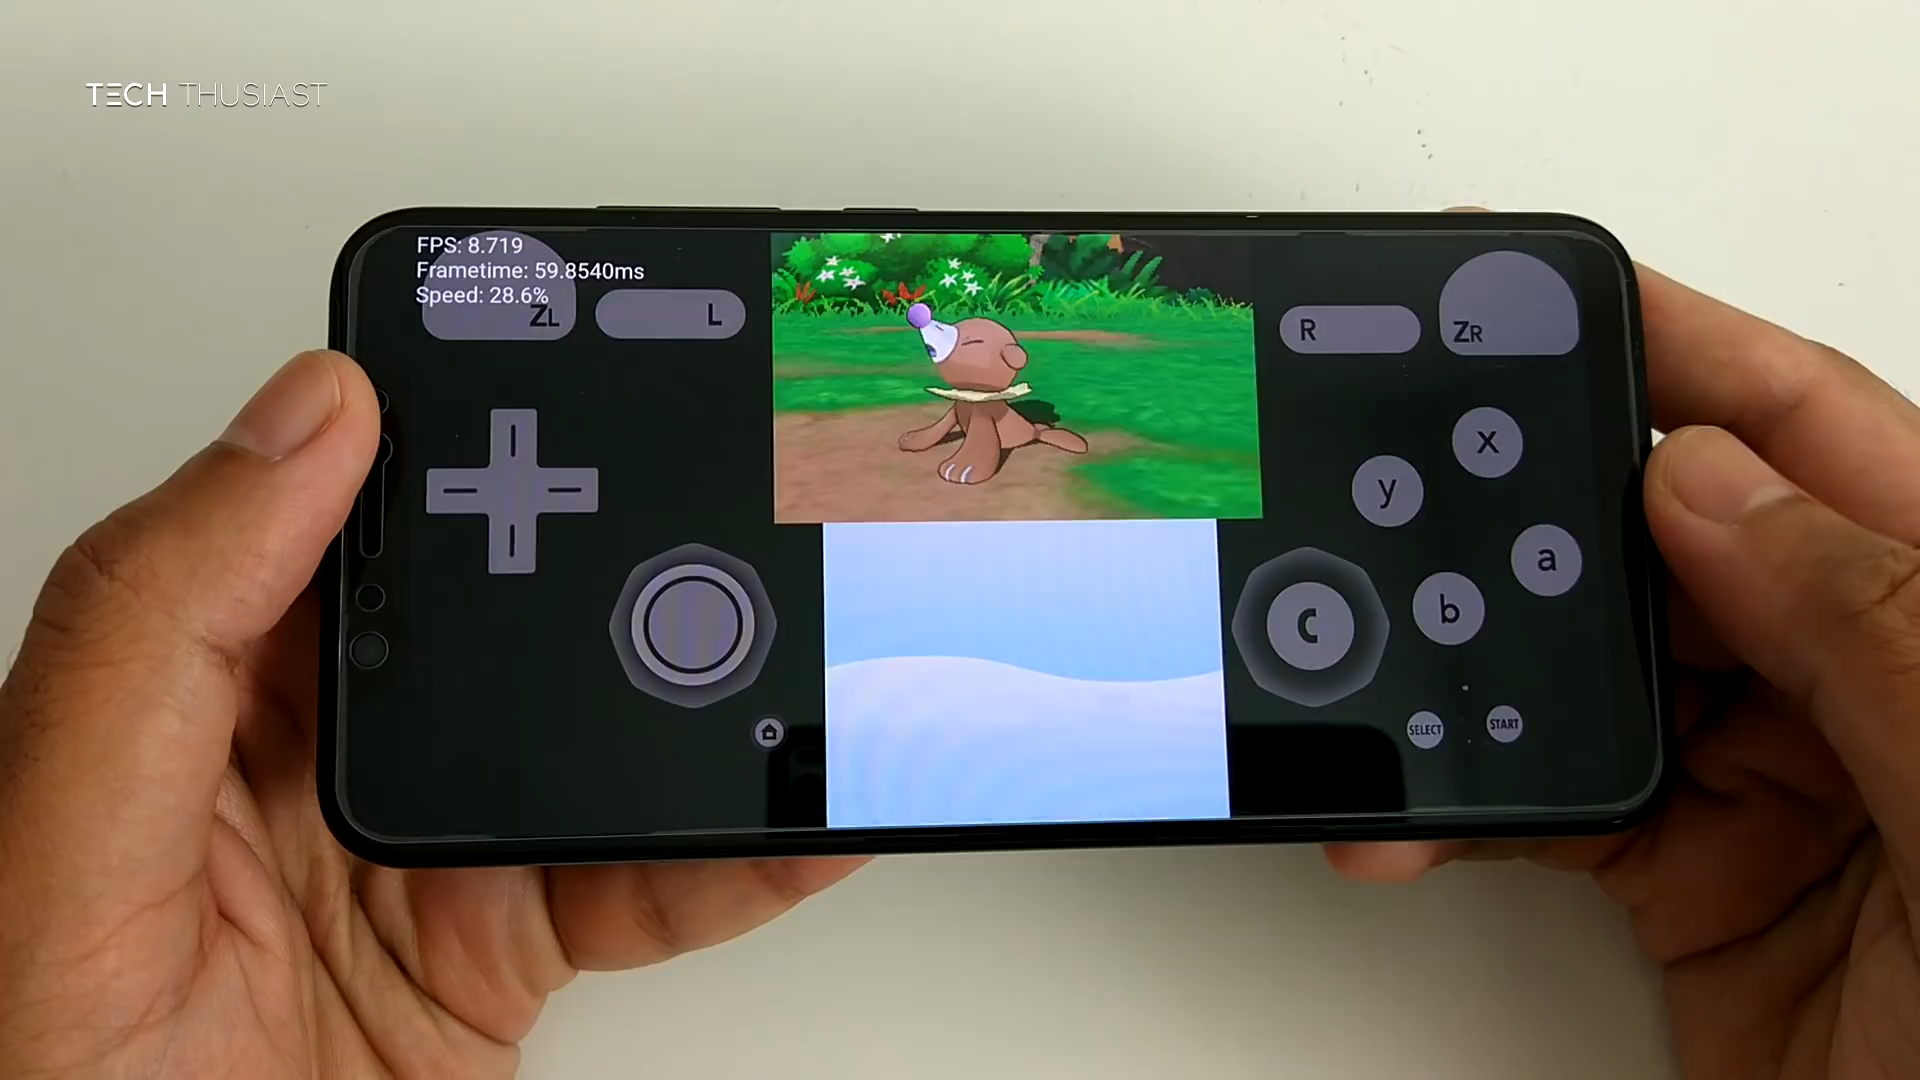 TECH THUSIAST
FPS: 8.719
Frametime: 59.8540ms
Speed: 28.6%
ZL
L
R
ZR
x
y
a
b
C
SELECT
START